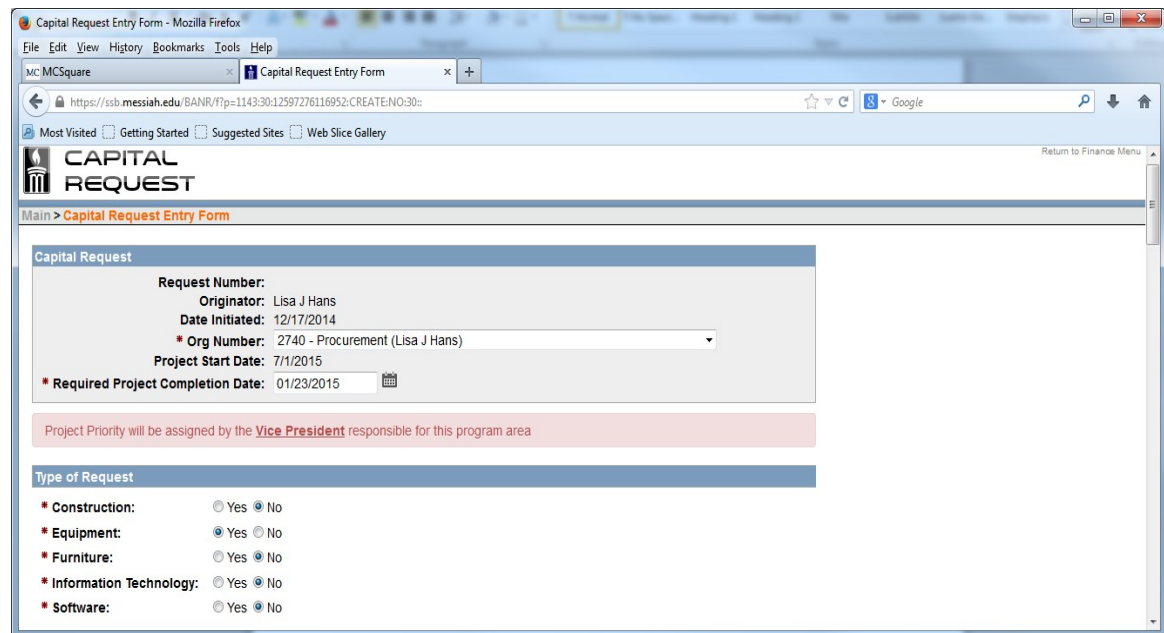 Capital Request Entry Form - Mozilla Firefox
File Edit View History Bookmarks Tools Help
MC MCSquare × Capital Request Entry Form × +
https://ssb.messiah.edu/BANR/f?p=1143:30:12597276116952:CREATE:NO:30:: 8 Google
Most Visited Getting Started Suggested Sites Web Slice Gallery
CAPITAL
REQUEST
Return to Finance Menu
Main > Capital Request Entry Form
Capital Request
Request Number:
Originator: Lisa J Hans
Date Initiated: 12/17/2014
* Org Number: 2740 - Procurement (Lisa J Hans)
Project Start Date: 7/1/2015
* Required Project Completion Date: 01/23/2015
Project Priority will be assigned by the Vice President responsible for this program area
Type of Request
* Construction: Yes No
* Equipment: Yes No
* Furniture: Yes No
* Information Technology: Yes No
* Software: Yes No